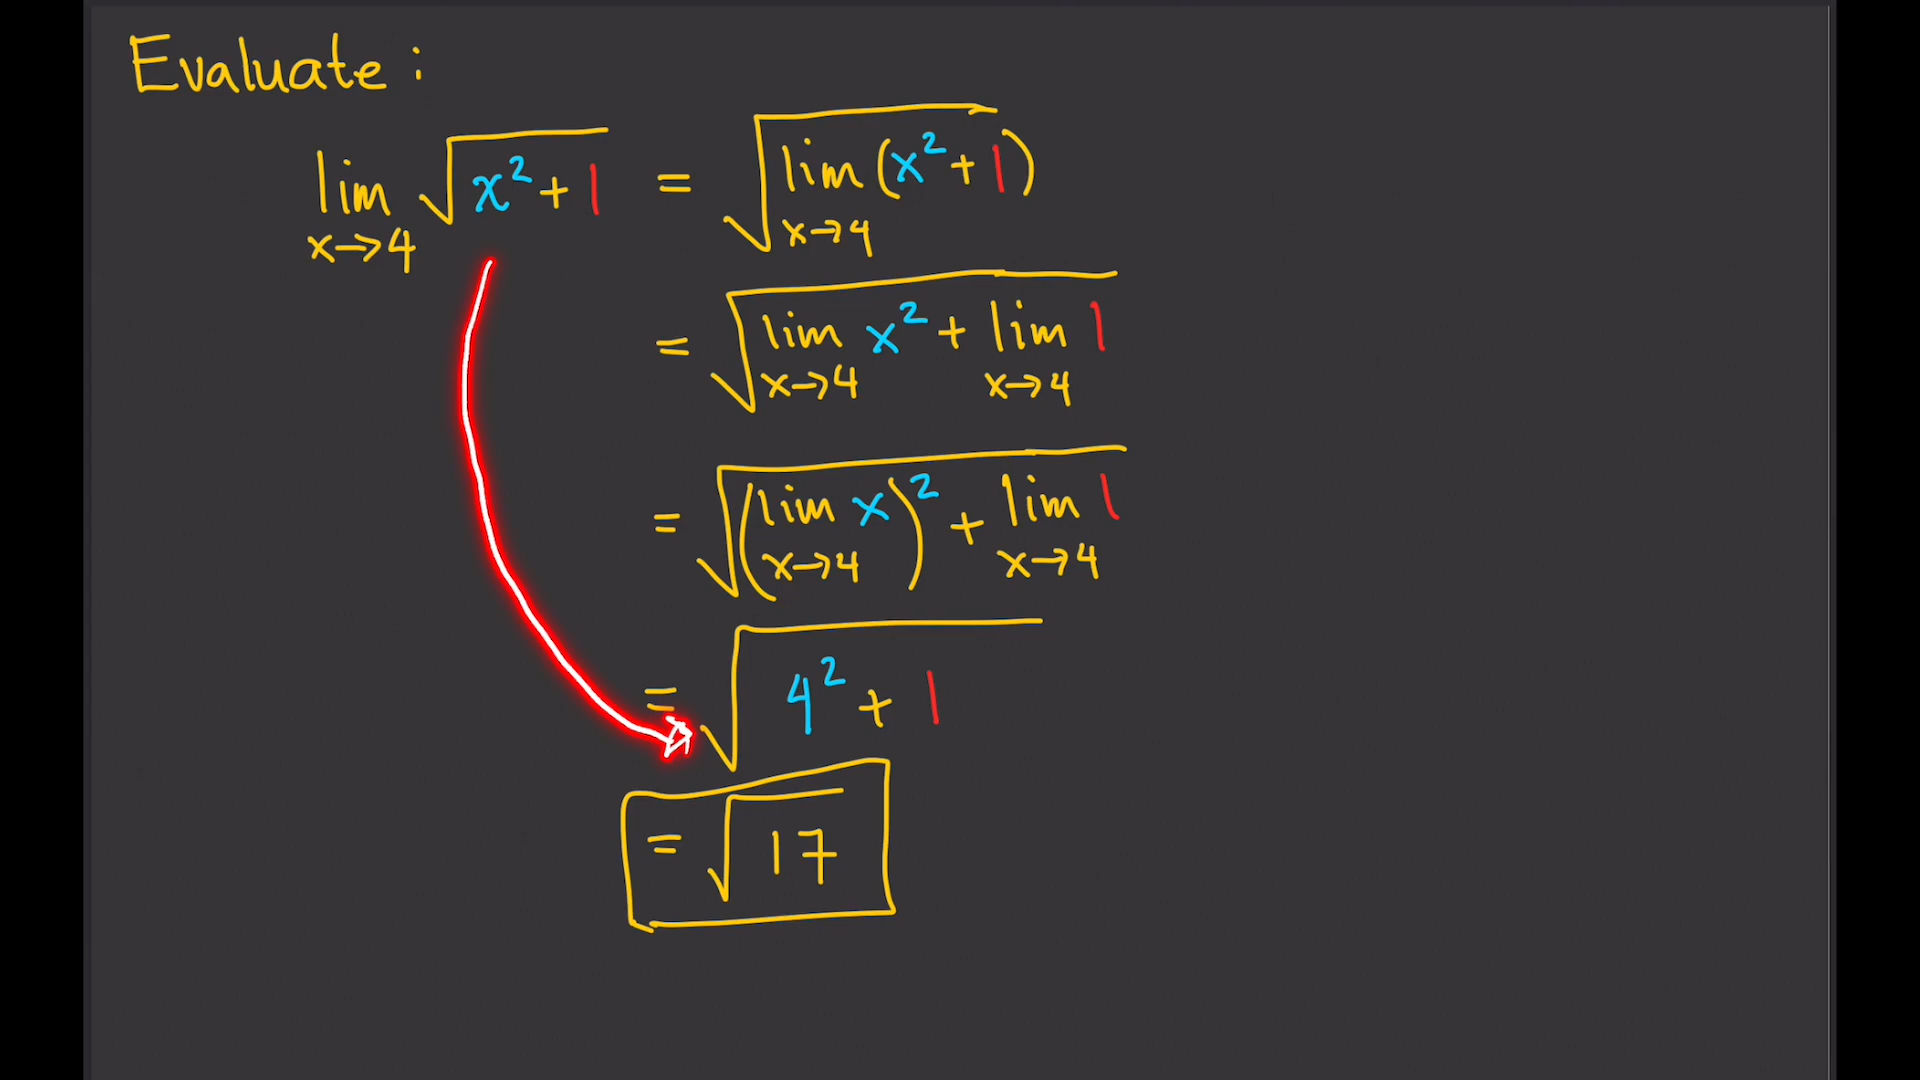 Evaluate :
lim x→4 √(x² + 1) = √(lim x→4 (x² + 1))
= √(lim x→4 x² + lim x→4 1)
= √((lim x→4 x)² + lim x→4 1)
= √(4² + 1)
= √17